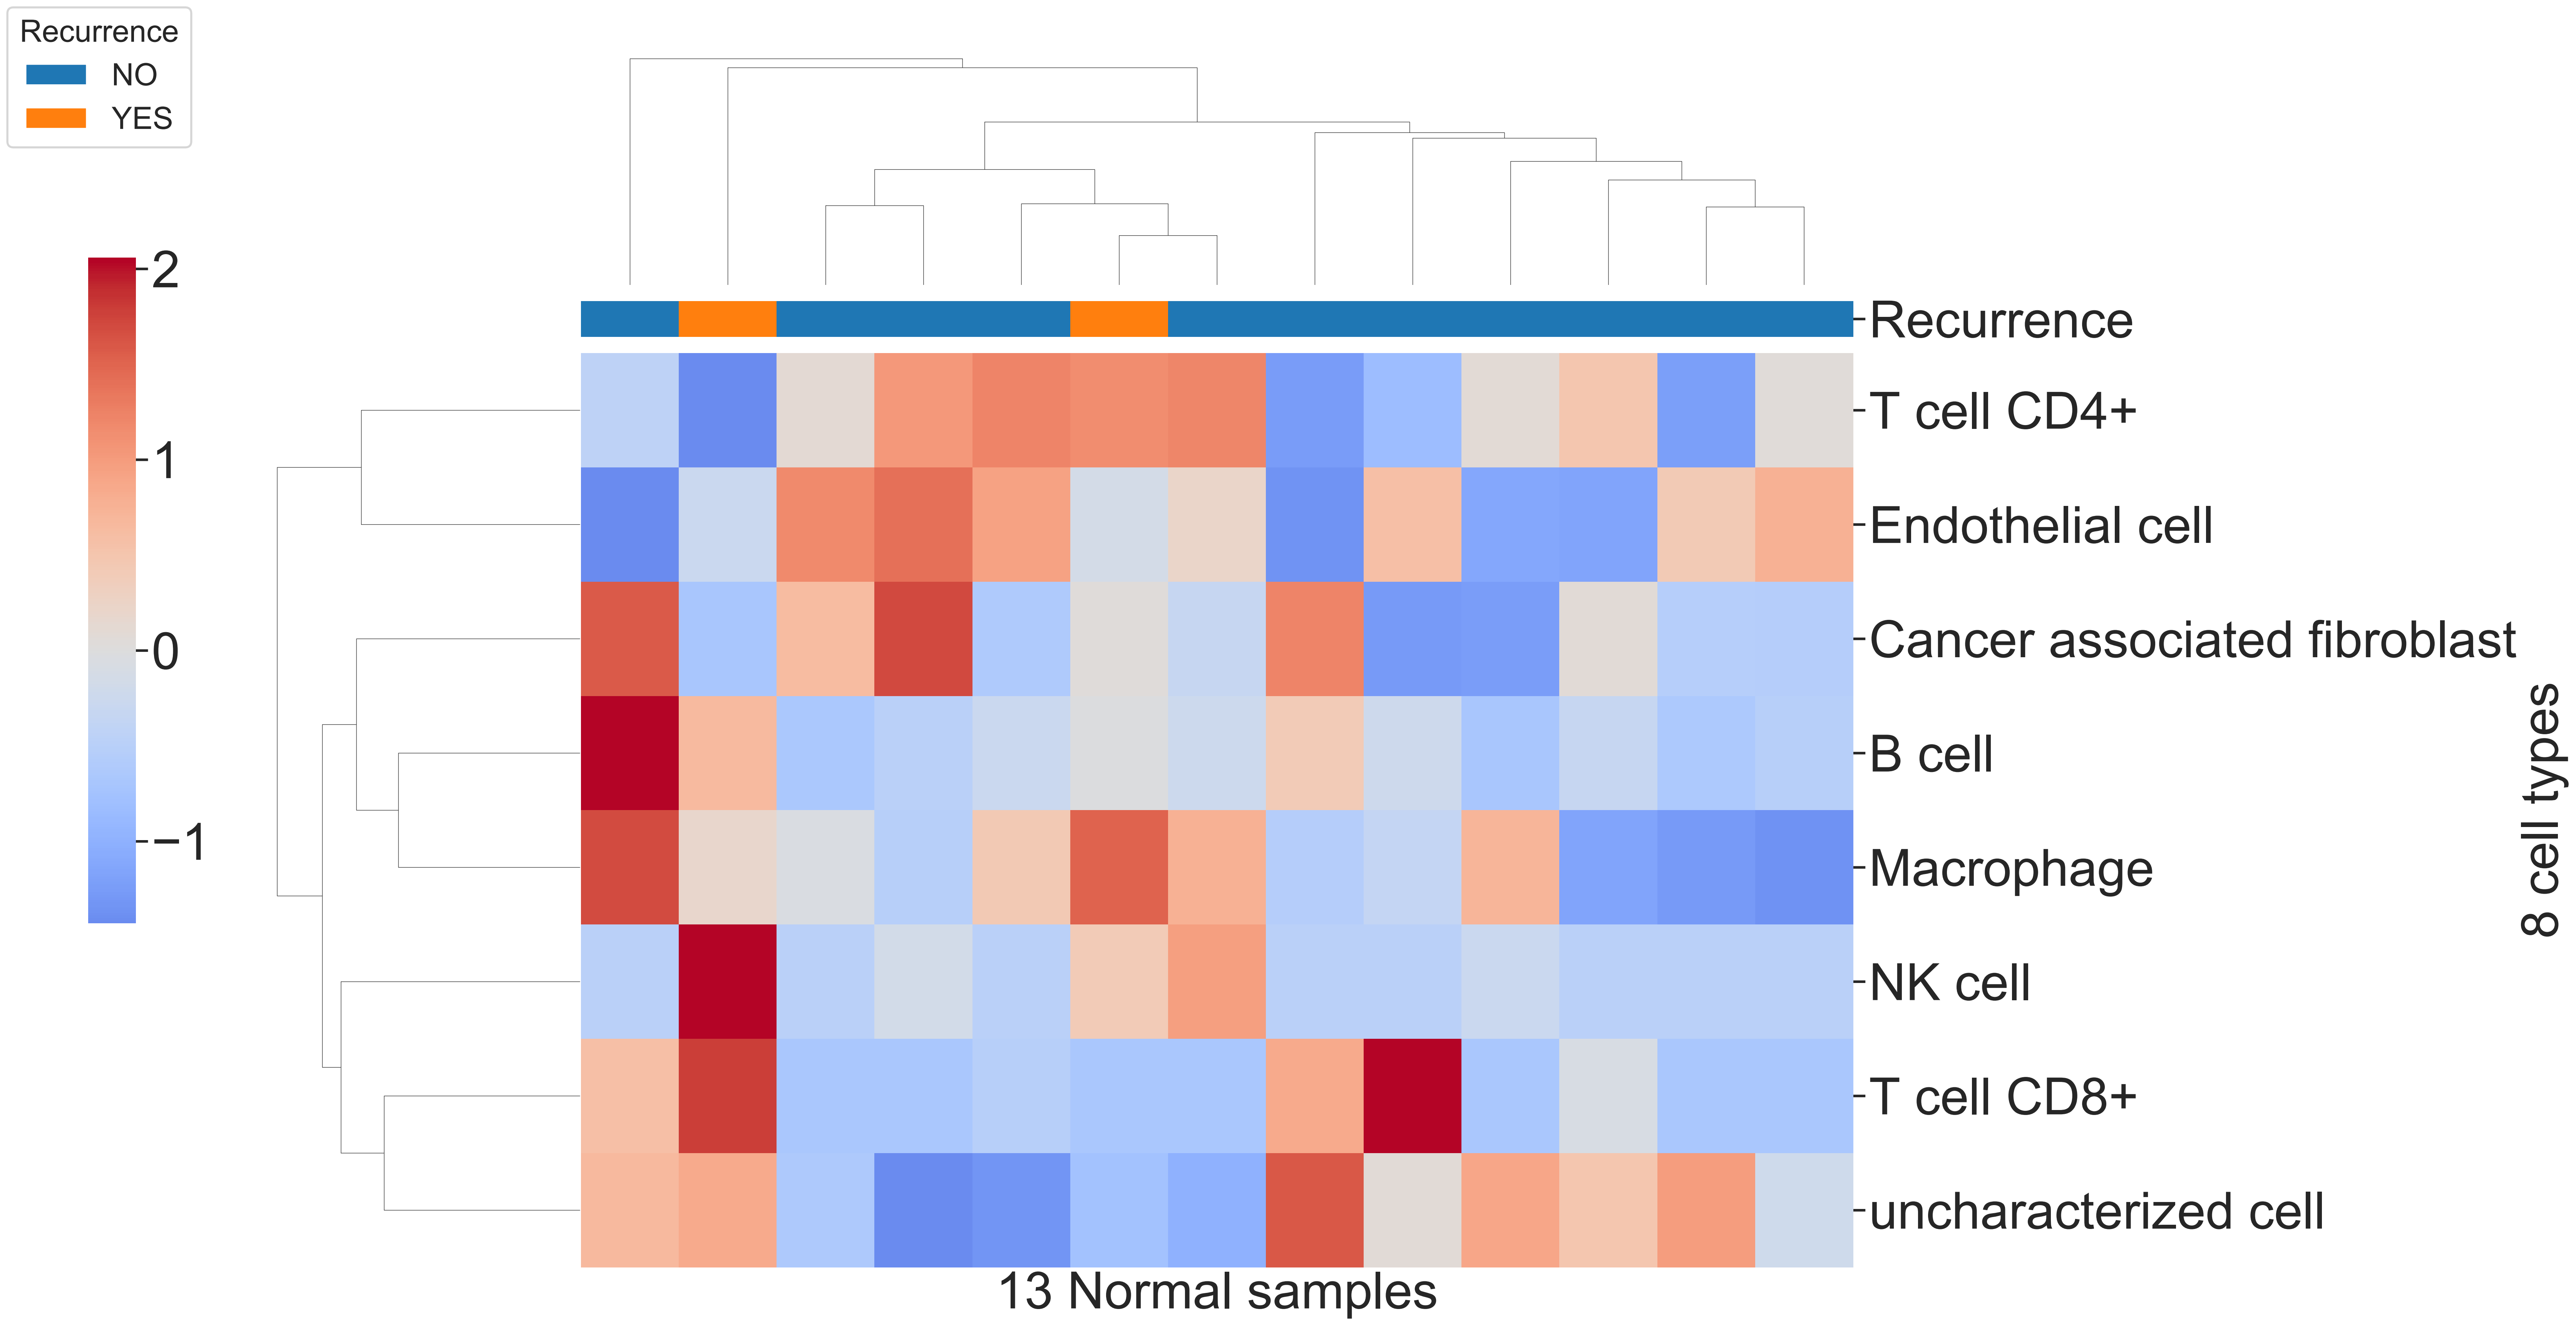 Recurrence
NO
YES
2
1
0
−1
Recurrence
T cell CD4+
Endothelial cell
Cancer associated fibroblast
B cell
Macrophage
NK cell
T cell CD8+
uncharacterized cell
8 cell types
13 Normal samples